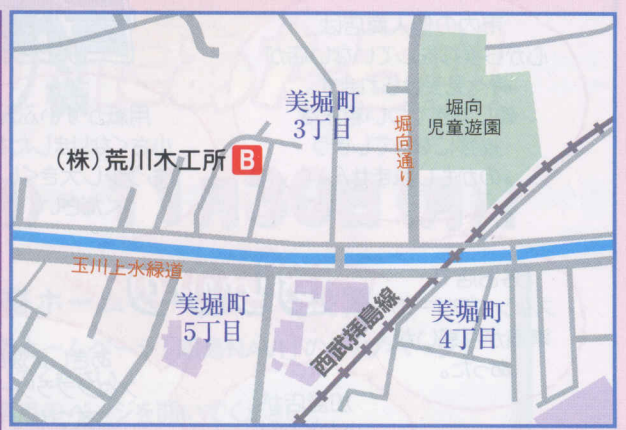 美堀町
3丁目
堀向
児童遊園
堀向通り
(株)荒川木工所 B
玉川上水緑道
美堀町
5丁目
西武拝島線
美堀町
4丁目